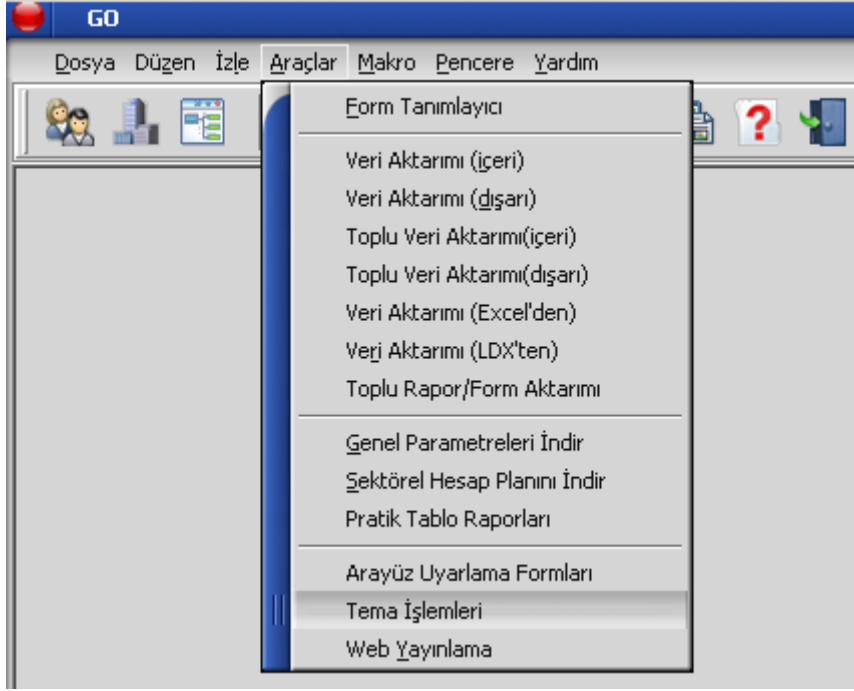 GO
Dosya Düzen İzle Araçlar Makro Pencere Yardım
Form Tanımlayıcı
Veri Aktarımı (içeri)
Veri Aktarımı (dışarı)
Toplu Veri Aktarımı(içeri)
Toplu Veri Aktarımı(dışarı)
Veri Aktarımı (Excel'den)
Veri Aktarımı (LDX'ten)
Toplu Rapor/Form Aktarımı
Genel Parametreleri İndir
Sektörel Hesap Planını İndir
Pratik Tablo Raporları
Arayüz Uyarlama Formları
Tema İşlemleri
Web Yayınlama